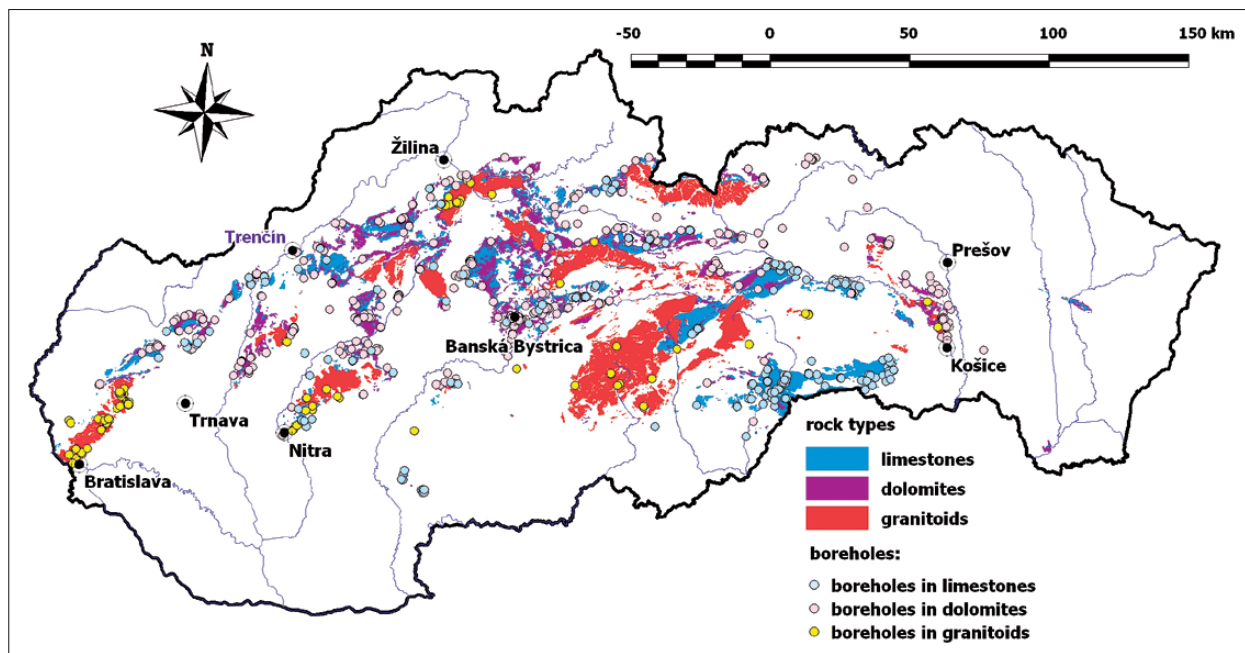 -50 0 50 100 150 km
N
Žilina
Trenčín
Prešov
Banská Bystrica
Košice
Trnava
Nitra
Bratislava
rock types
limestones
dolomites
granitoids
boreholes:
boreholes in limestones
boreholes in dolomites
boreholes in granitoids